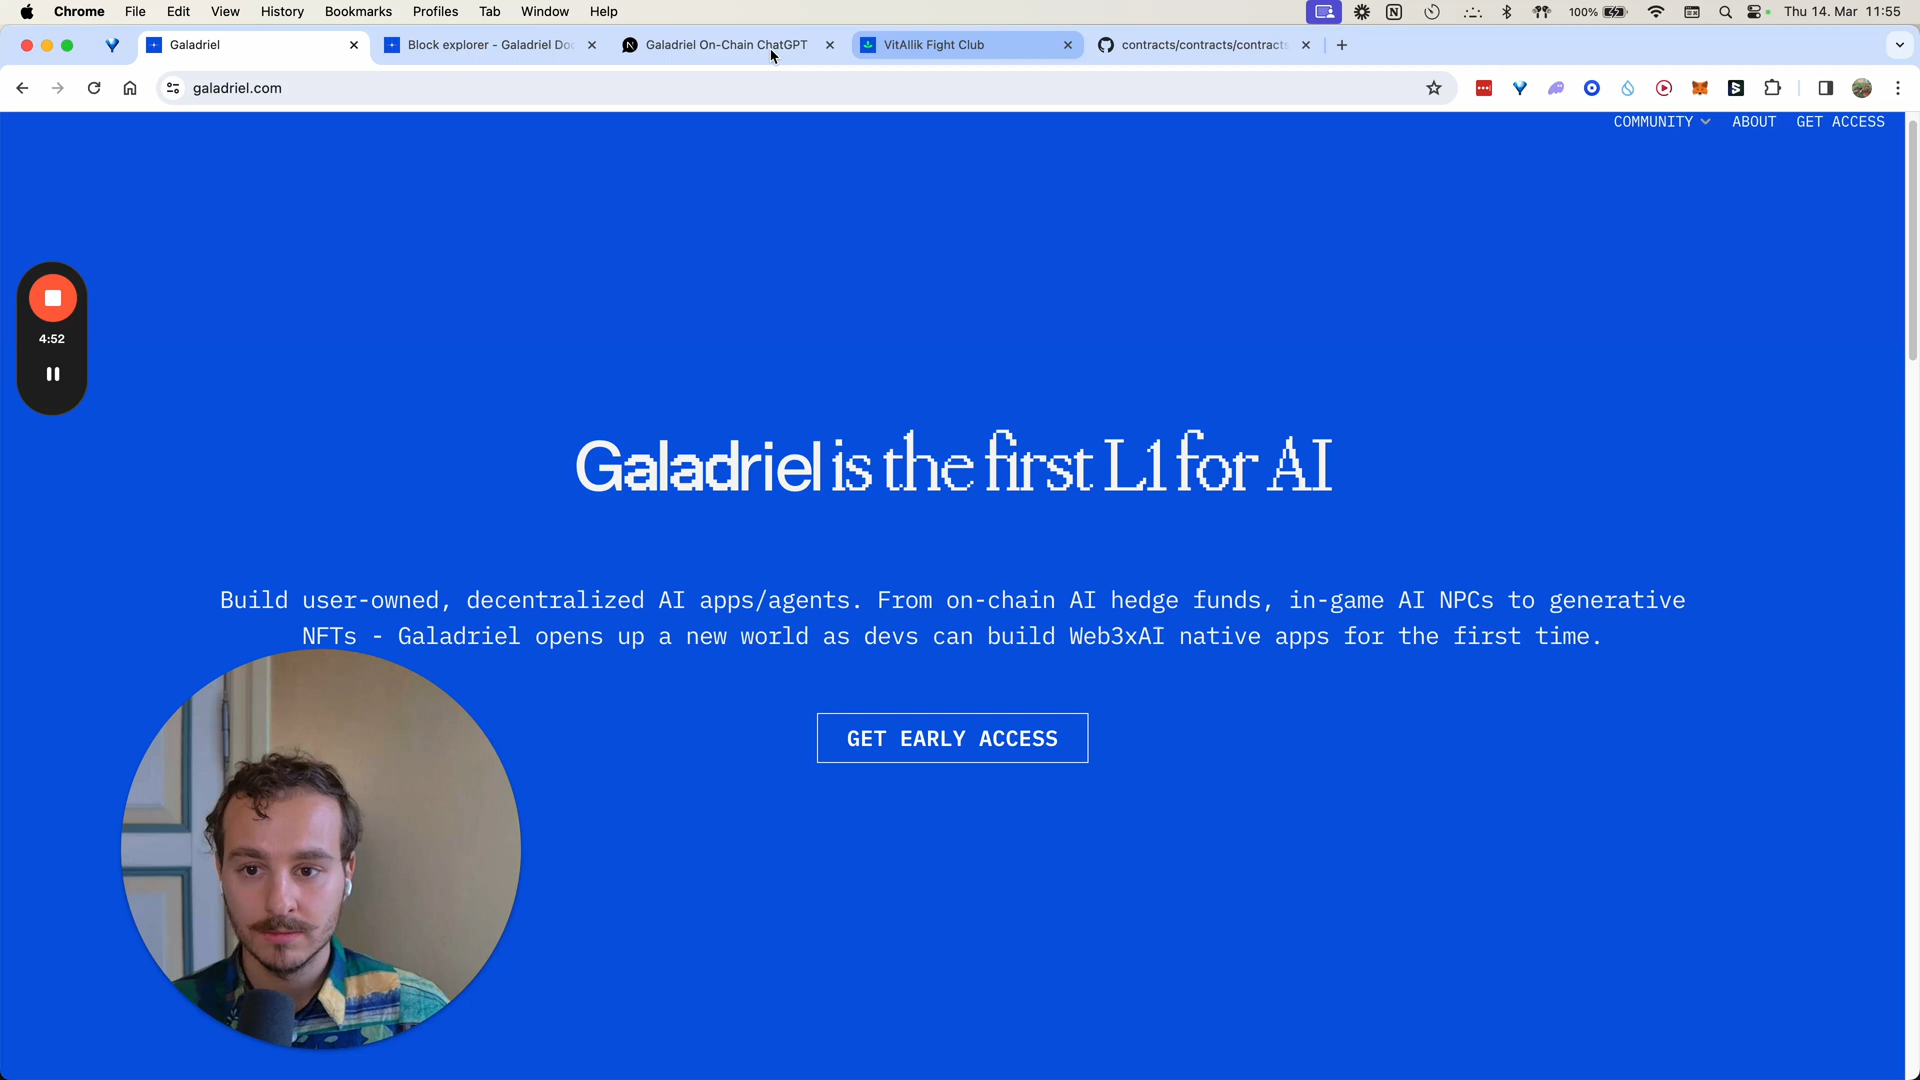 Chrome File Edit View History Bookmarks Profiles Tab Window Help 100% Thu 14. Mar 11:55
Galadriel Block explorer - Galadriel Doc Galadriel On-Chain ChatGPT VitAllik Fight Club contracts/contracts/contracts
galadriel.com
COMMUNITY ABOUT GET ACCESS
4:52
Galadriel is the first L1 for AI
Build user-owned, decentralized AI apps/agents. From on-chain AI hedge funds, in-game AI NPCs to generative
NFTs - Galadriel opens up a new world as devs can build Web3xAI native apps for the first time.
GET EARLY ACCESS